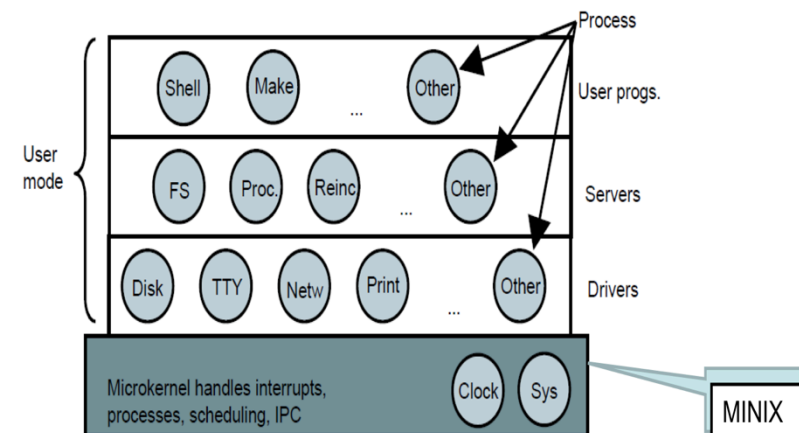 Process
Shell
Make
...
Other
User progs.
User
mode
FS
Proc.
Reinc
...
Other
Servers
Disk
TTY
Netw
Print
...
Other
Drivers
Microkernel handles interrupts,
processes, scheduling, IPC
Clock
Sys
MINIX